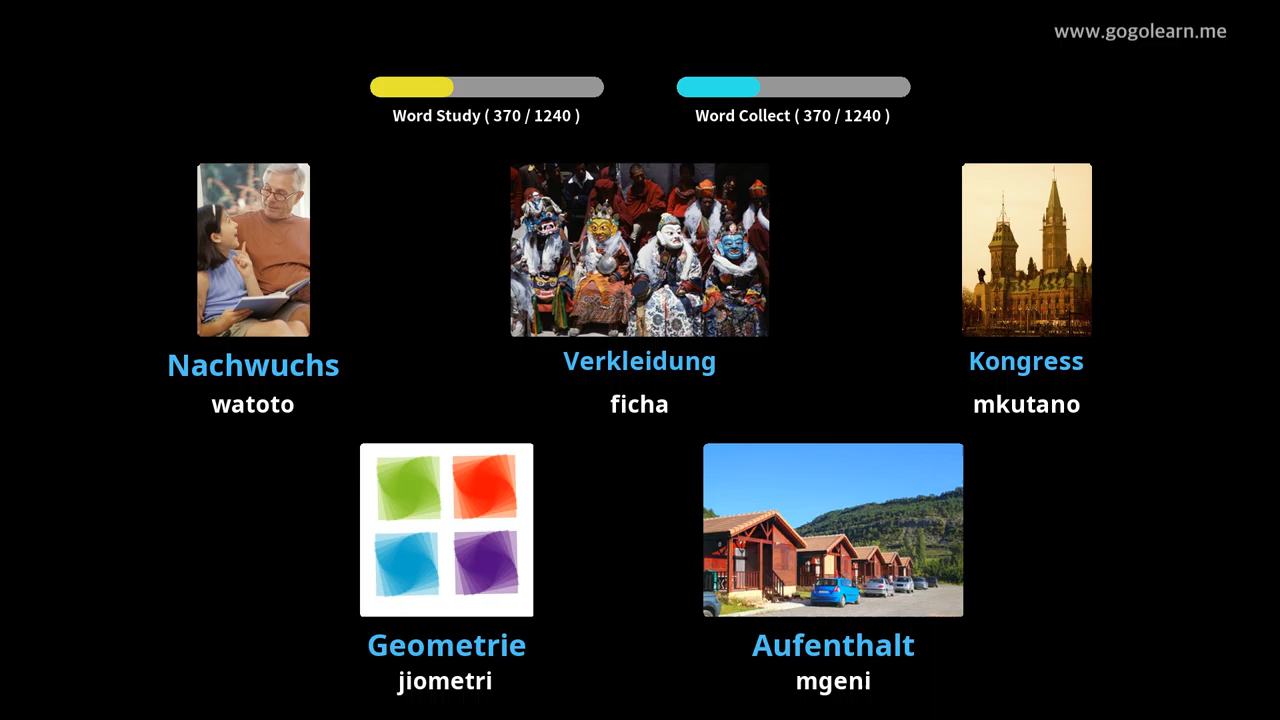 www.gogolearn.me
Word Study ( 370 / 1240 )
Word Collect ( 370 / 1240 )
Nachwuchs
watoto
Verkleidung
ficha
Kongress
mkutano
Geometrie
jiometri
Aufenthalt
mgeni